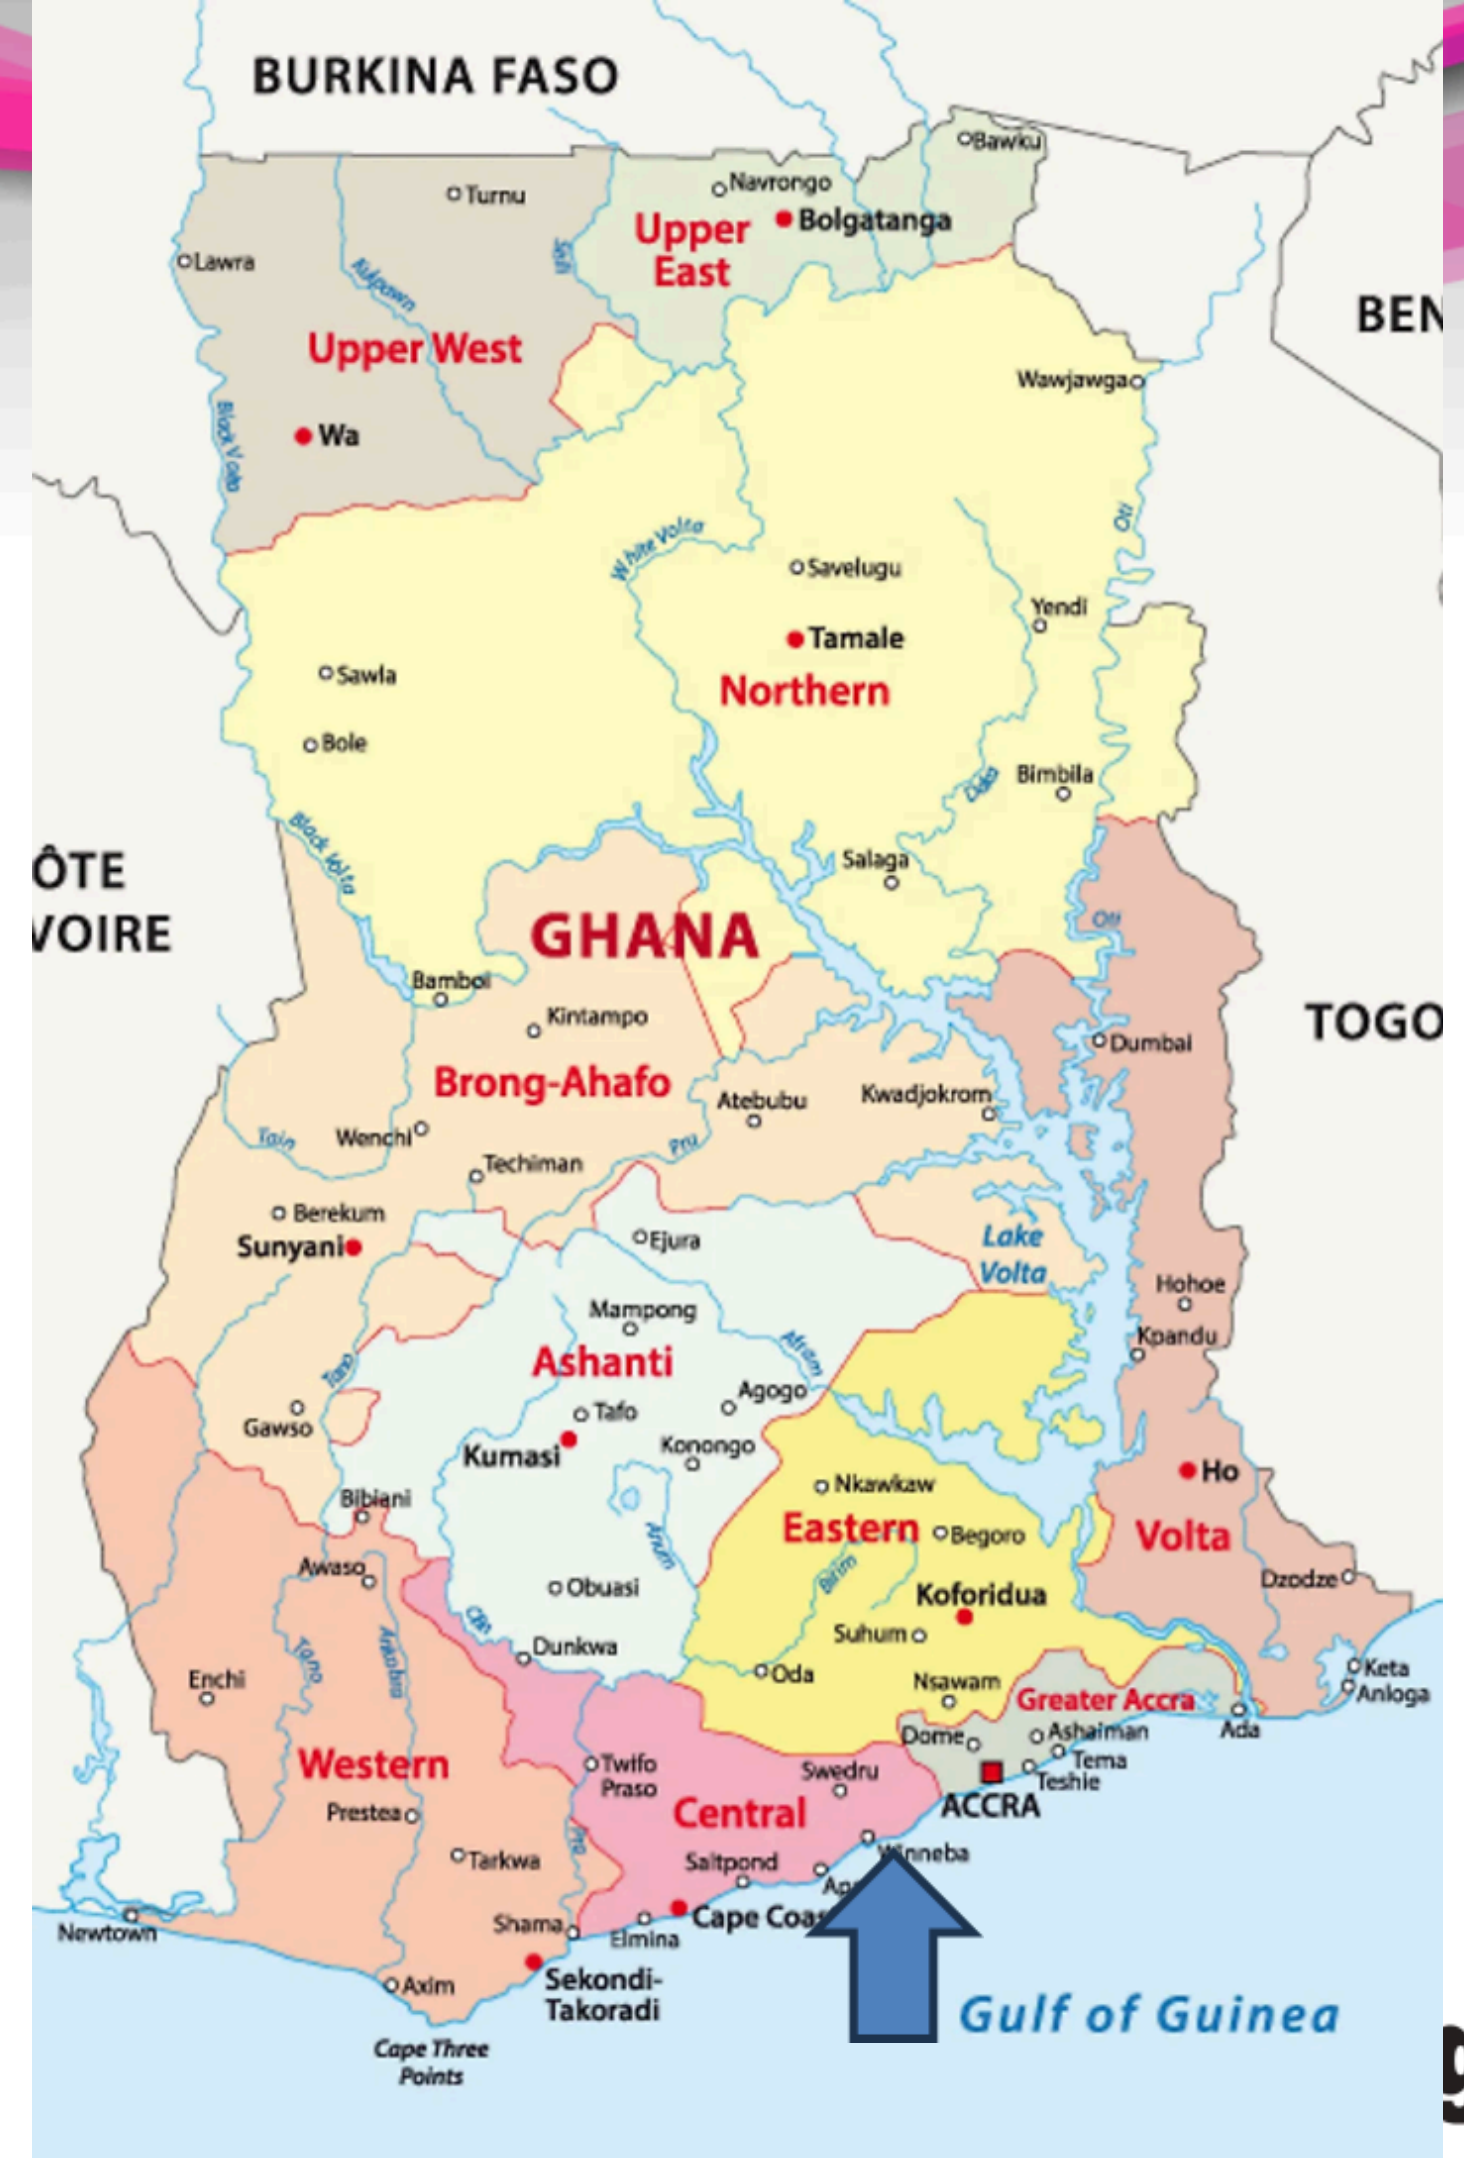 BURKINA FASO
Bawku
Navrongo
Turnu
Bolgatanga
Upper
East
Lawra
Sisili
Kulpawn
BEN
Upper West
Wawjawga
Black Volta
Wa
Oti
White Volta
Savelugu
Yendi
Tamale
Sawla
Northern
Bole
Bimbila
Daka
Black Volta
ÔTE
VOIRE
Salaga
GHANA
Oti
Bamboi
Kintampo
TOGO
Dumbai
Brong-Ahafo
Atebubu
Kwadjokrom
Tain
Wenchi
Pru
Techiman
Berekum
Sunyani
Ejura
Lake
Volta
Hohoe
Mampong
Kpandu
Afram
Ashanti
Tano
Agogo
Tafo
Gawso
Kumasi
Konongo
Ho
Nkawkaw
Bibiani
Eastern
Begoro
Volta
Anum
Birim
Awaso
Dzodze
Obuasi
Koforidua
Ofin
Suhum
Dunkwa
Tano
Ankobra
Oda
Keta
Enchi
Nsawam
Anloga
Greater Accra
Ada
Dome
Ashaiman
Western
Twifo
Praso
Swedru
Tema
Teshie
ACCRA
Prestea
Central
Pra
Winneba
Tarkwa
Saltpond
Ap
Cape Coas
Newtown
Shama
Elmina
Axim
Sekondi-
Takoradi
Gulf of Guinea
Cape Three
Points
g